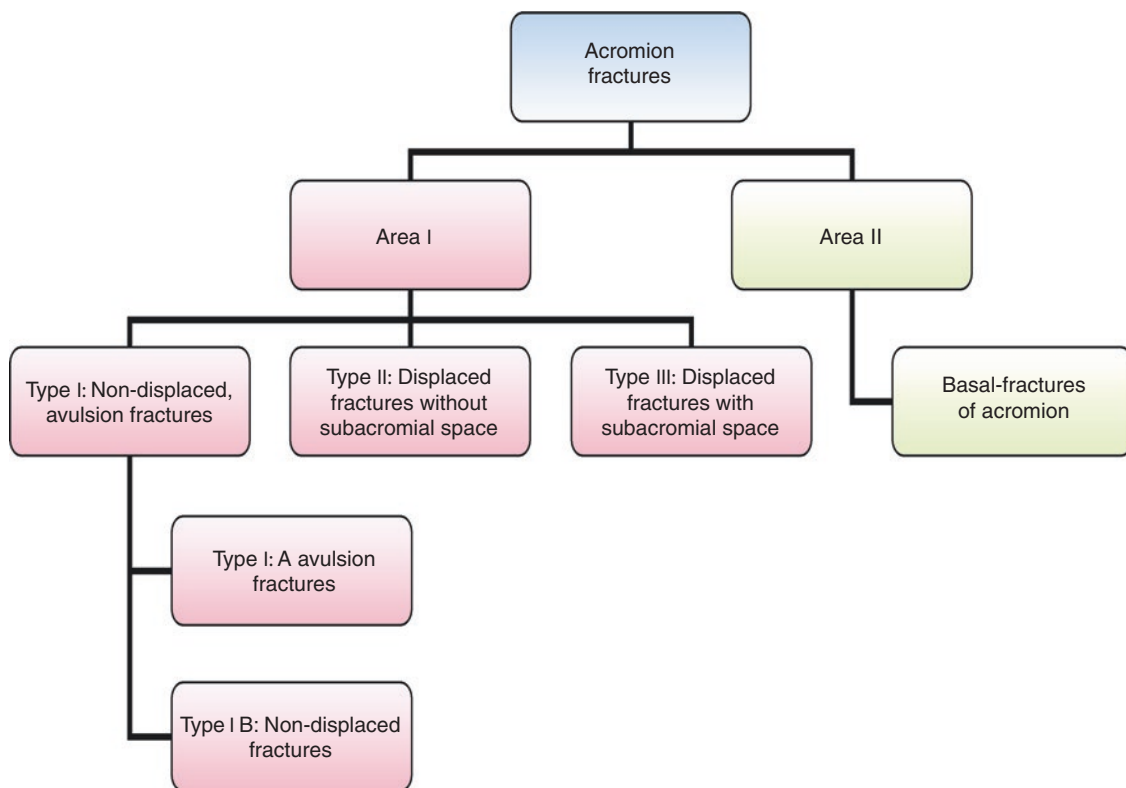 Acromion
fractures
Area I
Area II
Type I: Non-displaced,
avulsion fractures
Type II: Displaced
fractures without
subacromial space
Type III: Displaced
fractures with
subacromial space
Basal-fractures
of acromion
Type I: A avulsion
fractures
Type I B: Non-displaced
fractures